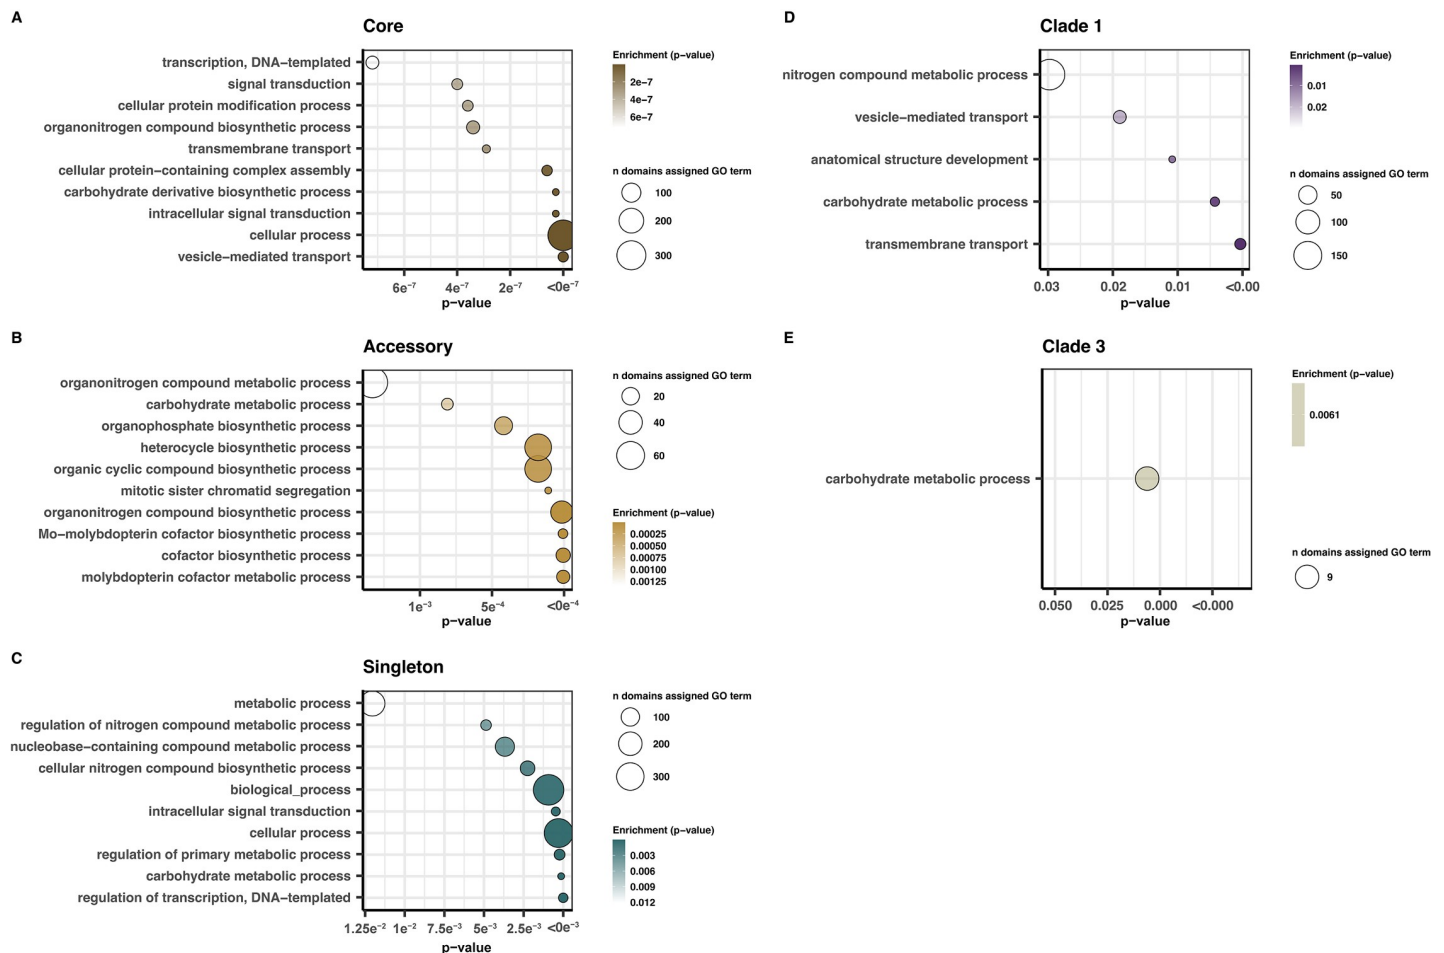 A
Core
transcription, DNA−templated
signal transduction
cellular protein modification process
organonitrogen compound biosynthetic process
transmembrane transport
cellular protein−containing complex assembly
carbohydrate derivative biosynthetic process
intracellular signal transduction
cellular process
vesicle−mediated transport
6e⁻⁷ 4e⁻⁷ 2e⁻⁷ <0e⁻⁷
p−value
Enrichment (p−value)
2e−7
4e−7
6e−7
n domains assigned GO term
100
200
300
B
Accessory
organonitrogen compound metabolic process
carbohydrate metabolic process
organophosphate biosynthetic process
heterocycle biosynthetic process
organic cyclic compound biosynthetic process
mitotic sister chromatid segregation
organonitrogen compound biosynthetic process
Mo−molybdopterin cofactor biosynthetic process
cofactor biosynthetic process
molybdopterin cofactor metabolic process
1e⁻³ 5e⁻⁴ <0e⁻⁴
p−value
n domains assigned GO term
20
40
60
Enrichment (p−value)
0.00025
0.00050
0.00075
0.00100
0.00125
C
Singleton
metabolic process
regulation of nitrogen compound metabolic process
nucleobase−containing compound metabolic process
cellular nitrogen compound biosynthetic process
biological_process
intracellular signal transduction
cellular process
regulation of primary metabolic process
carbohydrate metabolic process
regulation of transcription, DNA−templated
1.25e⁻² 1e⁻² 7.5e⁻³ 5e⁻³ 2.5e⁻³ <0e⁻³
p−value
n domains assigned GO term
100
200
300
Enrichment (p−value)
0.003
0.006
0.009
0.012
D
Clade 1
nitrogen compound metabolic process
vesicle−mediated transport
anatomical structure development
carbohydrate metabolic process
transmembrane transport
0.03 0.02 0.01 <0.00
p−value
Enrichment (p−value)
0.01
0.02
n domains assigned GO term
50
100
150
E
Clade 3
carbohydrate metabolic process
0.050 0.025 0.000 <0.000
p−value
Enrichment (p−value)
0.0061
n domains assigned GO term
9